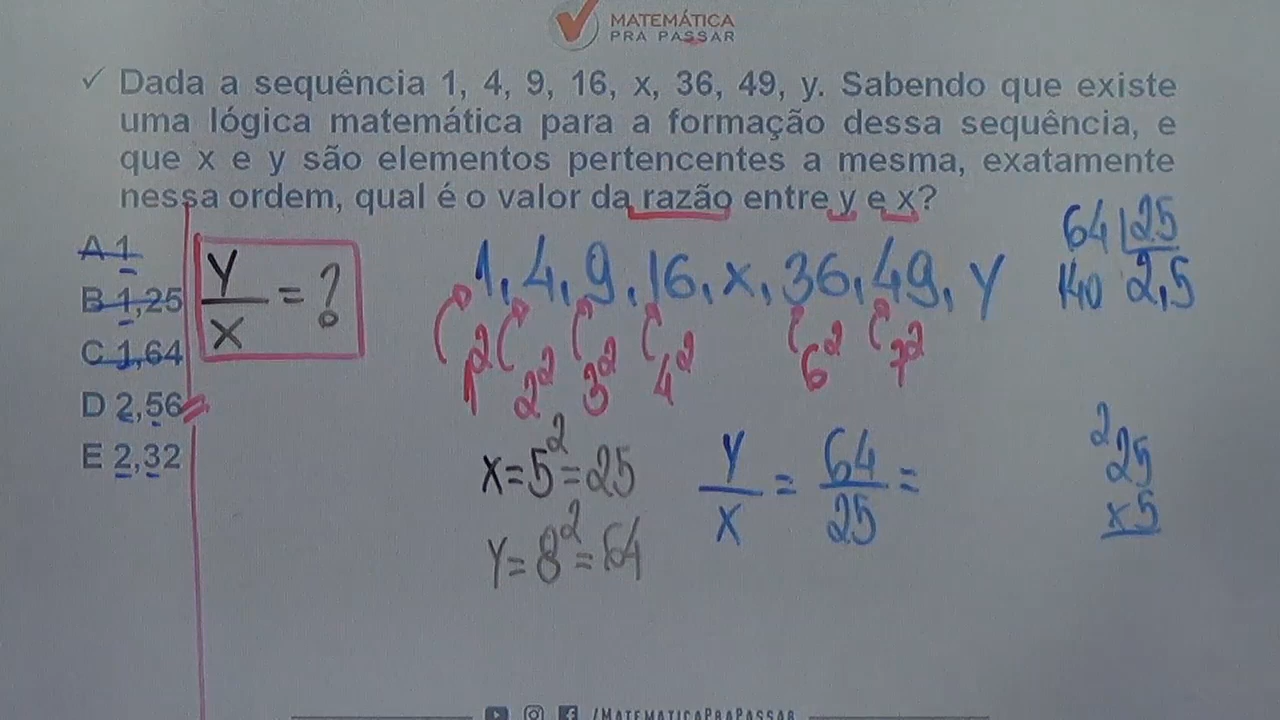 MATEMÁTICA
PRA PASSAR
✓ Dada a sequência 1, 4, 9, 16, x, 36, 49, y. Sabendo que existe
uma lógica matemática para a formação dessa sequência, e
que x e y são elementos pertencentes a mesma, exatamente
nessa ordem, qual é o valor da razão entre y e x?
A 1
B 1,25
C 1,64
D 2,56
E 2,32
y/x = ?
1, 4, 9, 16, x, 36, 49, y
1² 2² 3² 4² 6² 7²
x = 5² = 25
y = 8² = 64
y/x = 64/25 =
64 | 25
140 2,5
2
25
x5
/MATEMATICAPRAPASSAR